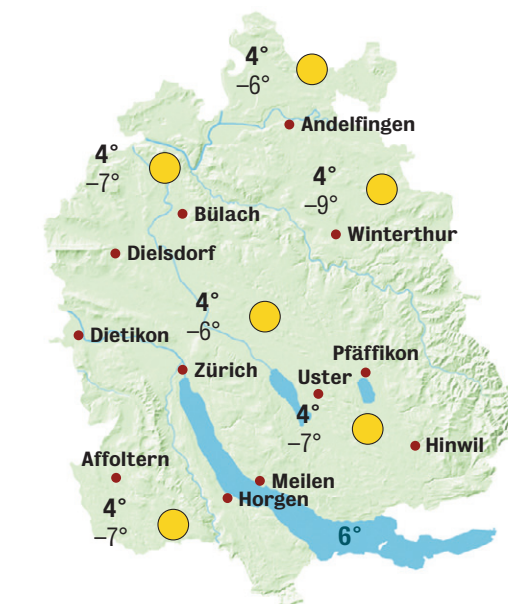 4°
–6°
Andelfingen
4°
–7°
4°
–9°
Bülach
Winterthur
Dielsdorf
4°
–6°
Dietikon
Pfäffikon
Zürich
Uster
4°
–7°
Hinwil
Affoltern
Meilen
4°
Horgen
–7°
6°